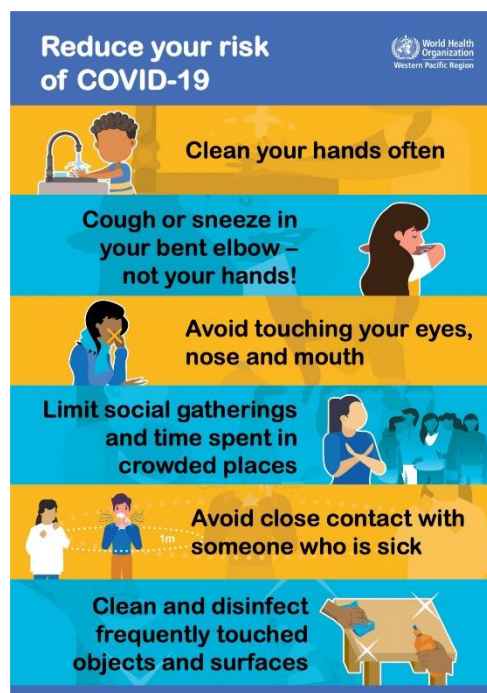 Reduce your risk
of COVID-19
World Health
Organization
Western Pacific Region
Clean your hands often
Cough or sneeze in
your bent elbow –
not your hands!
Avoid touching your eyes,
nose and mouth
Limit social gatherings
and time spent in
crowded places
1m
Avoid close contact with
someone who is sick
Clean and disinfect
frequently touched
objects and surfaces